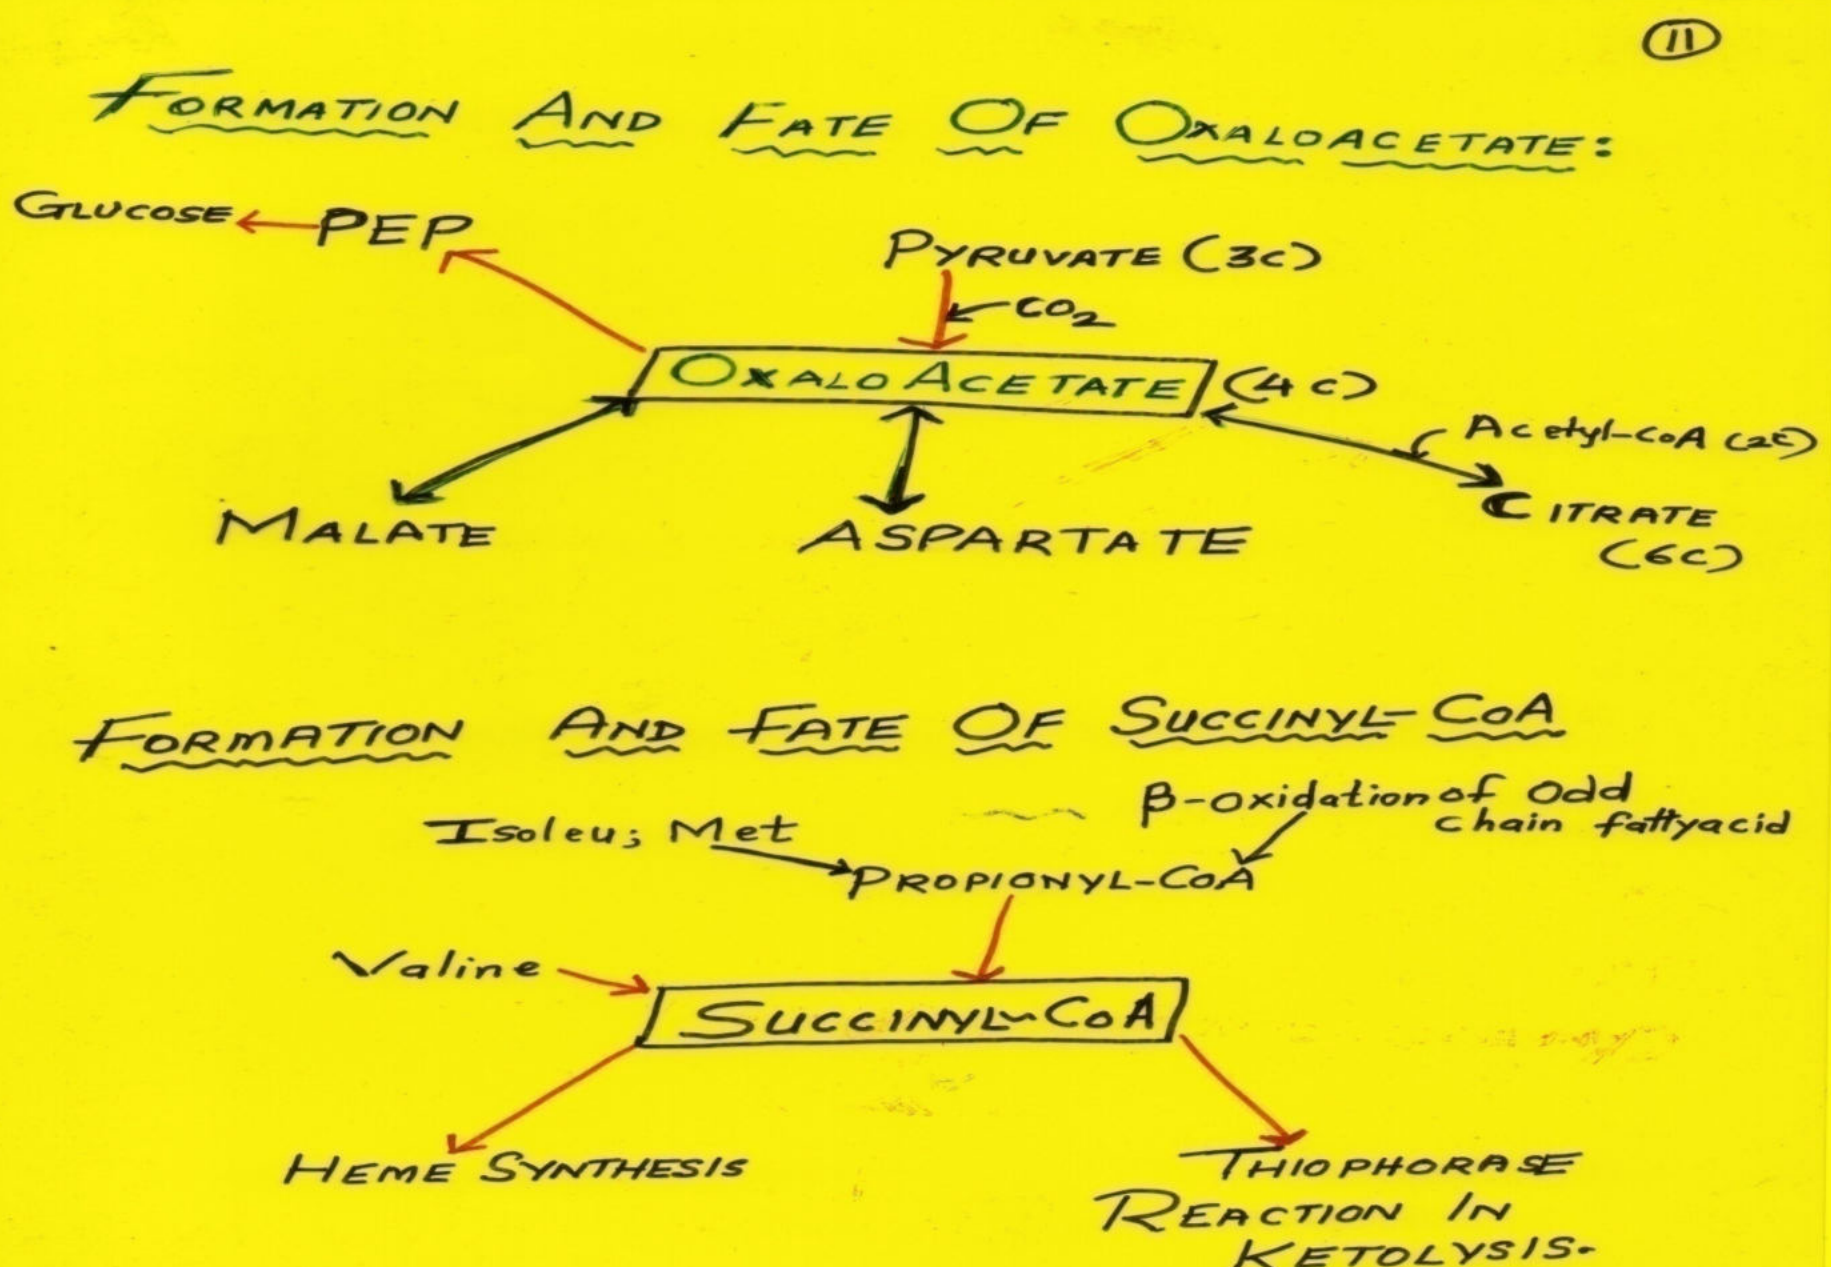 11
FORMATION AND FATE OF OXALOACETATE:
GLUCOSE ← PEP
PYRUVATE (3C)
CO2
OXALO ACETATE (4C)
Acetyl-CoA (2C)
MALATE
ASPARTATE
CITRATE
(6C)
FORMATION AND FATE OF SUCCINYL-COA
β-oxidation of odd
chain fattyacid
Isoleu; Met
PROPIONYL-COA
Valine
SUCCINYL~COA
HEME SYNTHESIS
THIOPHORASE
REACTION IN
KETOLYSIS.